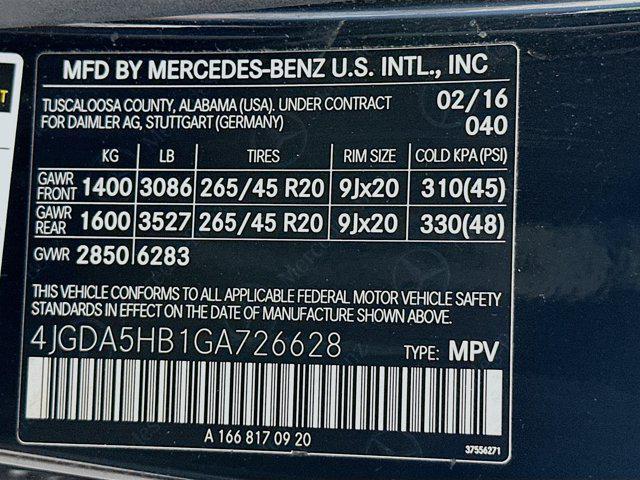 MFD BY MERCEDES-BENZ U.S. INTL., INC
TUSCALOOSA COUNTY, ALABAMA (USA). UNDER CONTRACT 02/16
FOR DAIMLER AG, STUTTGART (GERMANY) 040
KG LB TIRES RIM SIZE COLD KPA (PSI)
GAWR FRONT 1400 3086 265/45 R20 9Jx20 310(45)
GAWR REAR 1600 3527 265/45 R20 9Jx20 330(48)
GVWR 2850 6283
THIS VEHICLE CONFORMS TO ALL APPLICABLE FEDERAL MOTOR VEHICLE SAFETY
STANDARDS IN EFFECT ON THE DATE OF MANUFACTURE SHOWN ABOVE.
4JGDA5HB1GA726628 TYPE: MPV
A 166 817 09 20
37556271